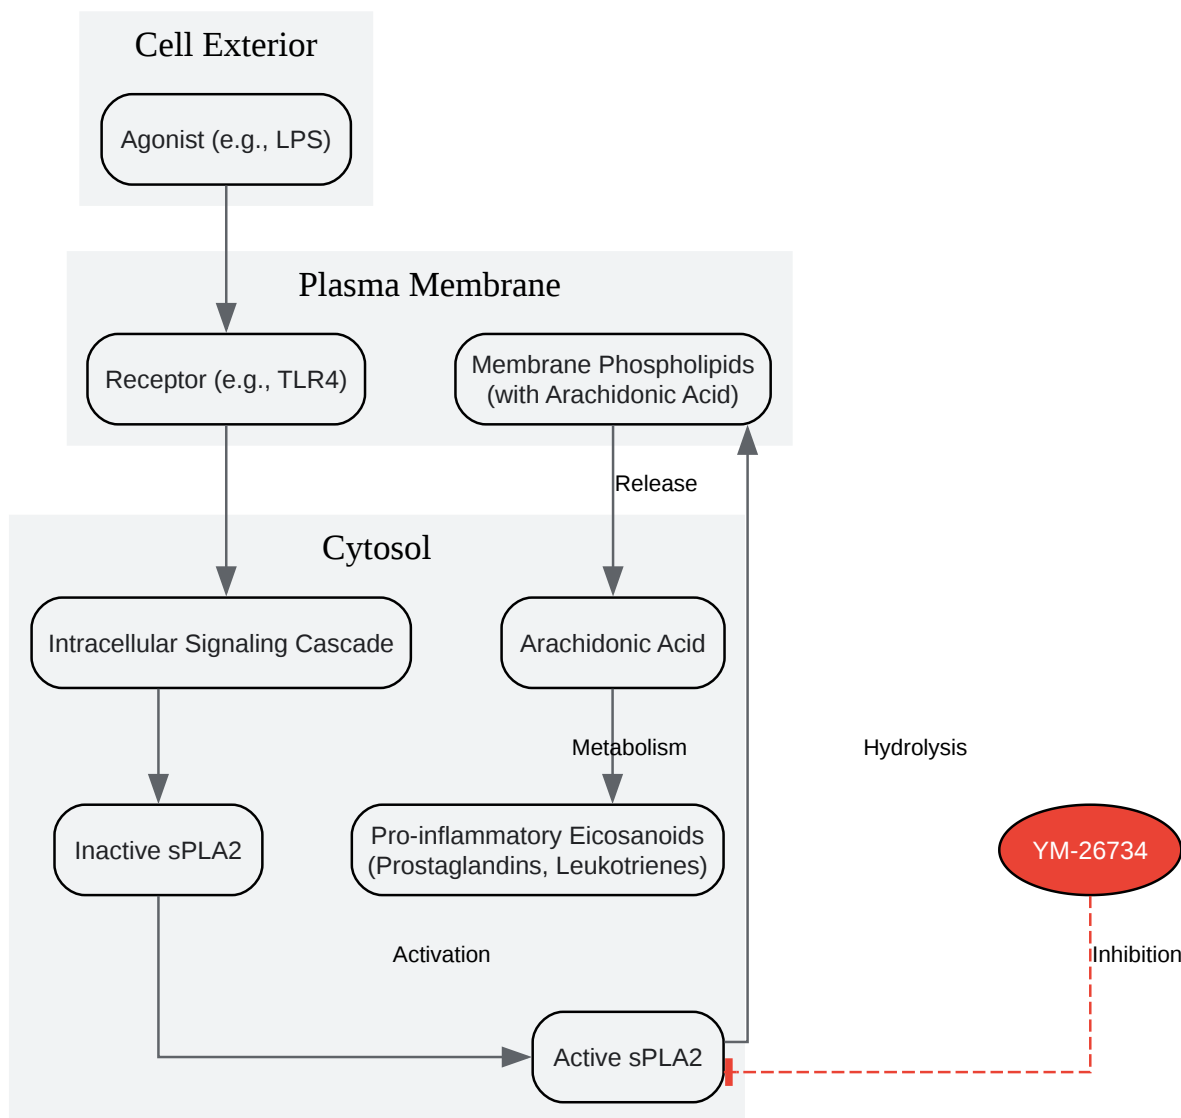 Cell Exterior
Agonist (e.g., LPS)
Plasma Membrane
Receptor (e.g., TLR4)
Membrane Phospholipids
(with Arachidonic Acid)
Release
Cytosol
Intracellular Signaling Cascade
Arachidonic Acid
Metabolism
Hydrolysis
Inactive sPLA2
Pro-inflammatory Eicosanoids
(Prostaglandins, Leukotrienes)
YM-26734
Activation
Inhibition
Active sPLA2